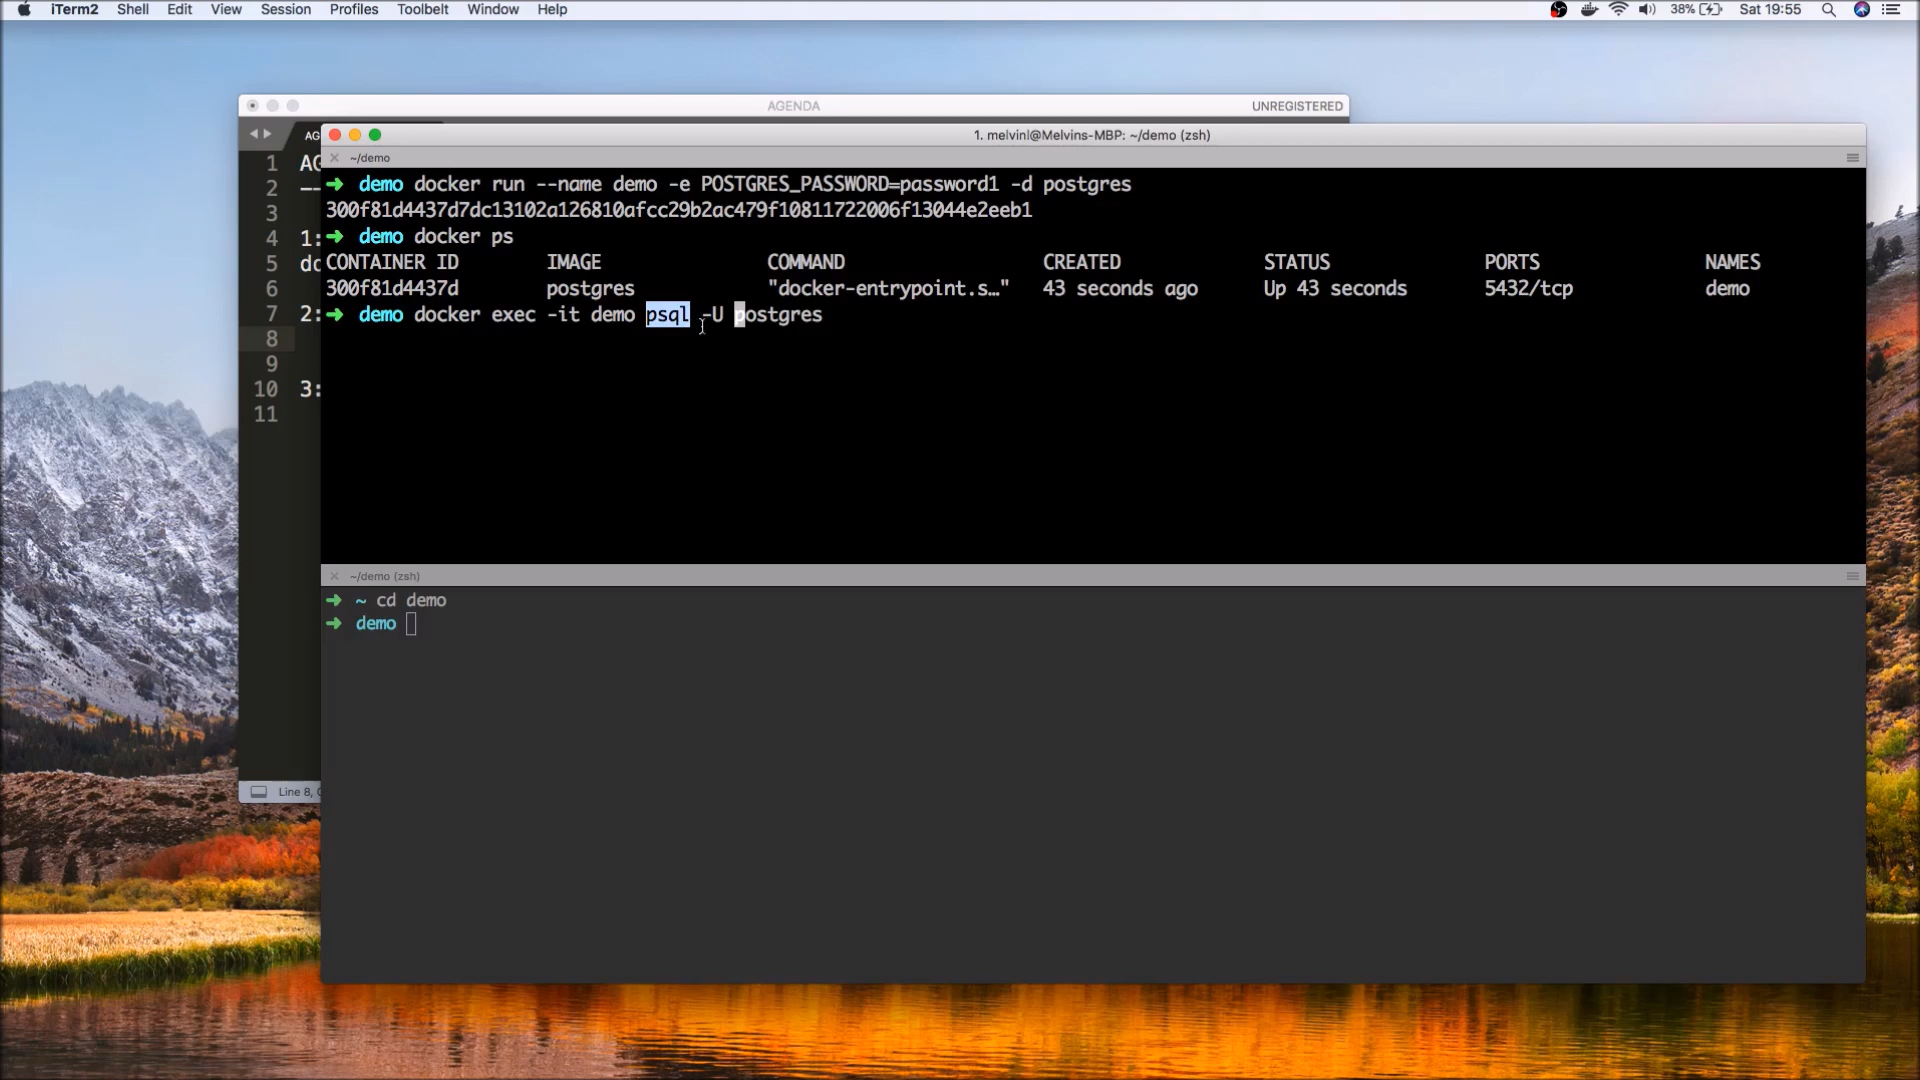 iTerm2 Shell Edit View Session Profiles Toolbelt Window Help 38% Sat 19:55
AGENDA UNREGISTERED
1. melvinl@Melvins-MBP: ~/demo (zsh)
~/demo
1 AG
2 --
3
4 1:
5 do
6
7 2:
8
9
10 3:
11
Line 8, C
➜ demo docker run --name demo -e POSTGRES_PASSWORD=password1 -d postgres
300f81d4437d7dc13102a126810afcc29b2ac479f10811722006f13044e2eeb1
➜ demo docker ps
CONTAINER ID IMAGE COMMAND CREATED STATUS PORTS NAMES
300f81d4437d postgres "docker-entrypoint.s…" 43 seconds ago Up 43 seconds 5432/tcp demo
➜ demo docker exec -it demo psql -U postgres
~/demo (zsh)
➜ ~ cd demo
➜ demo